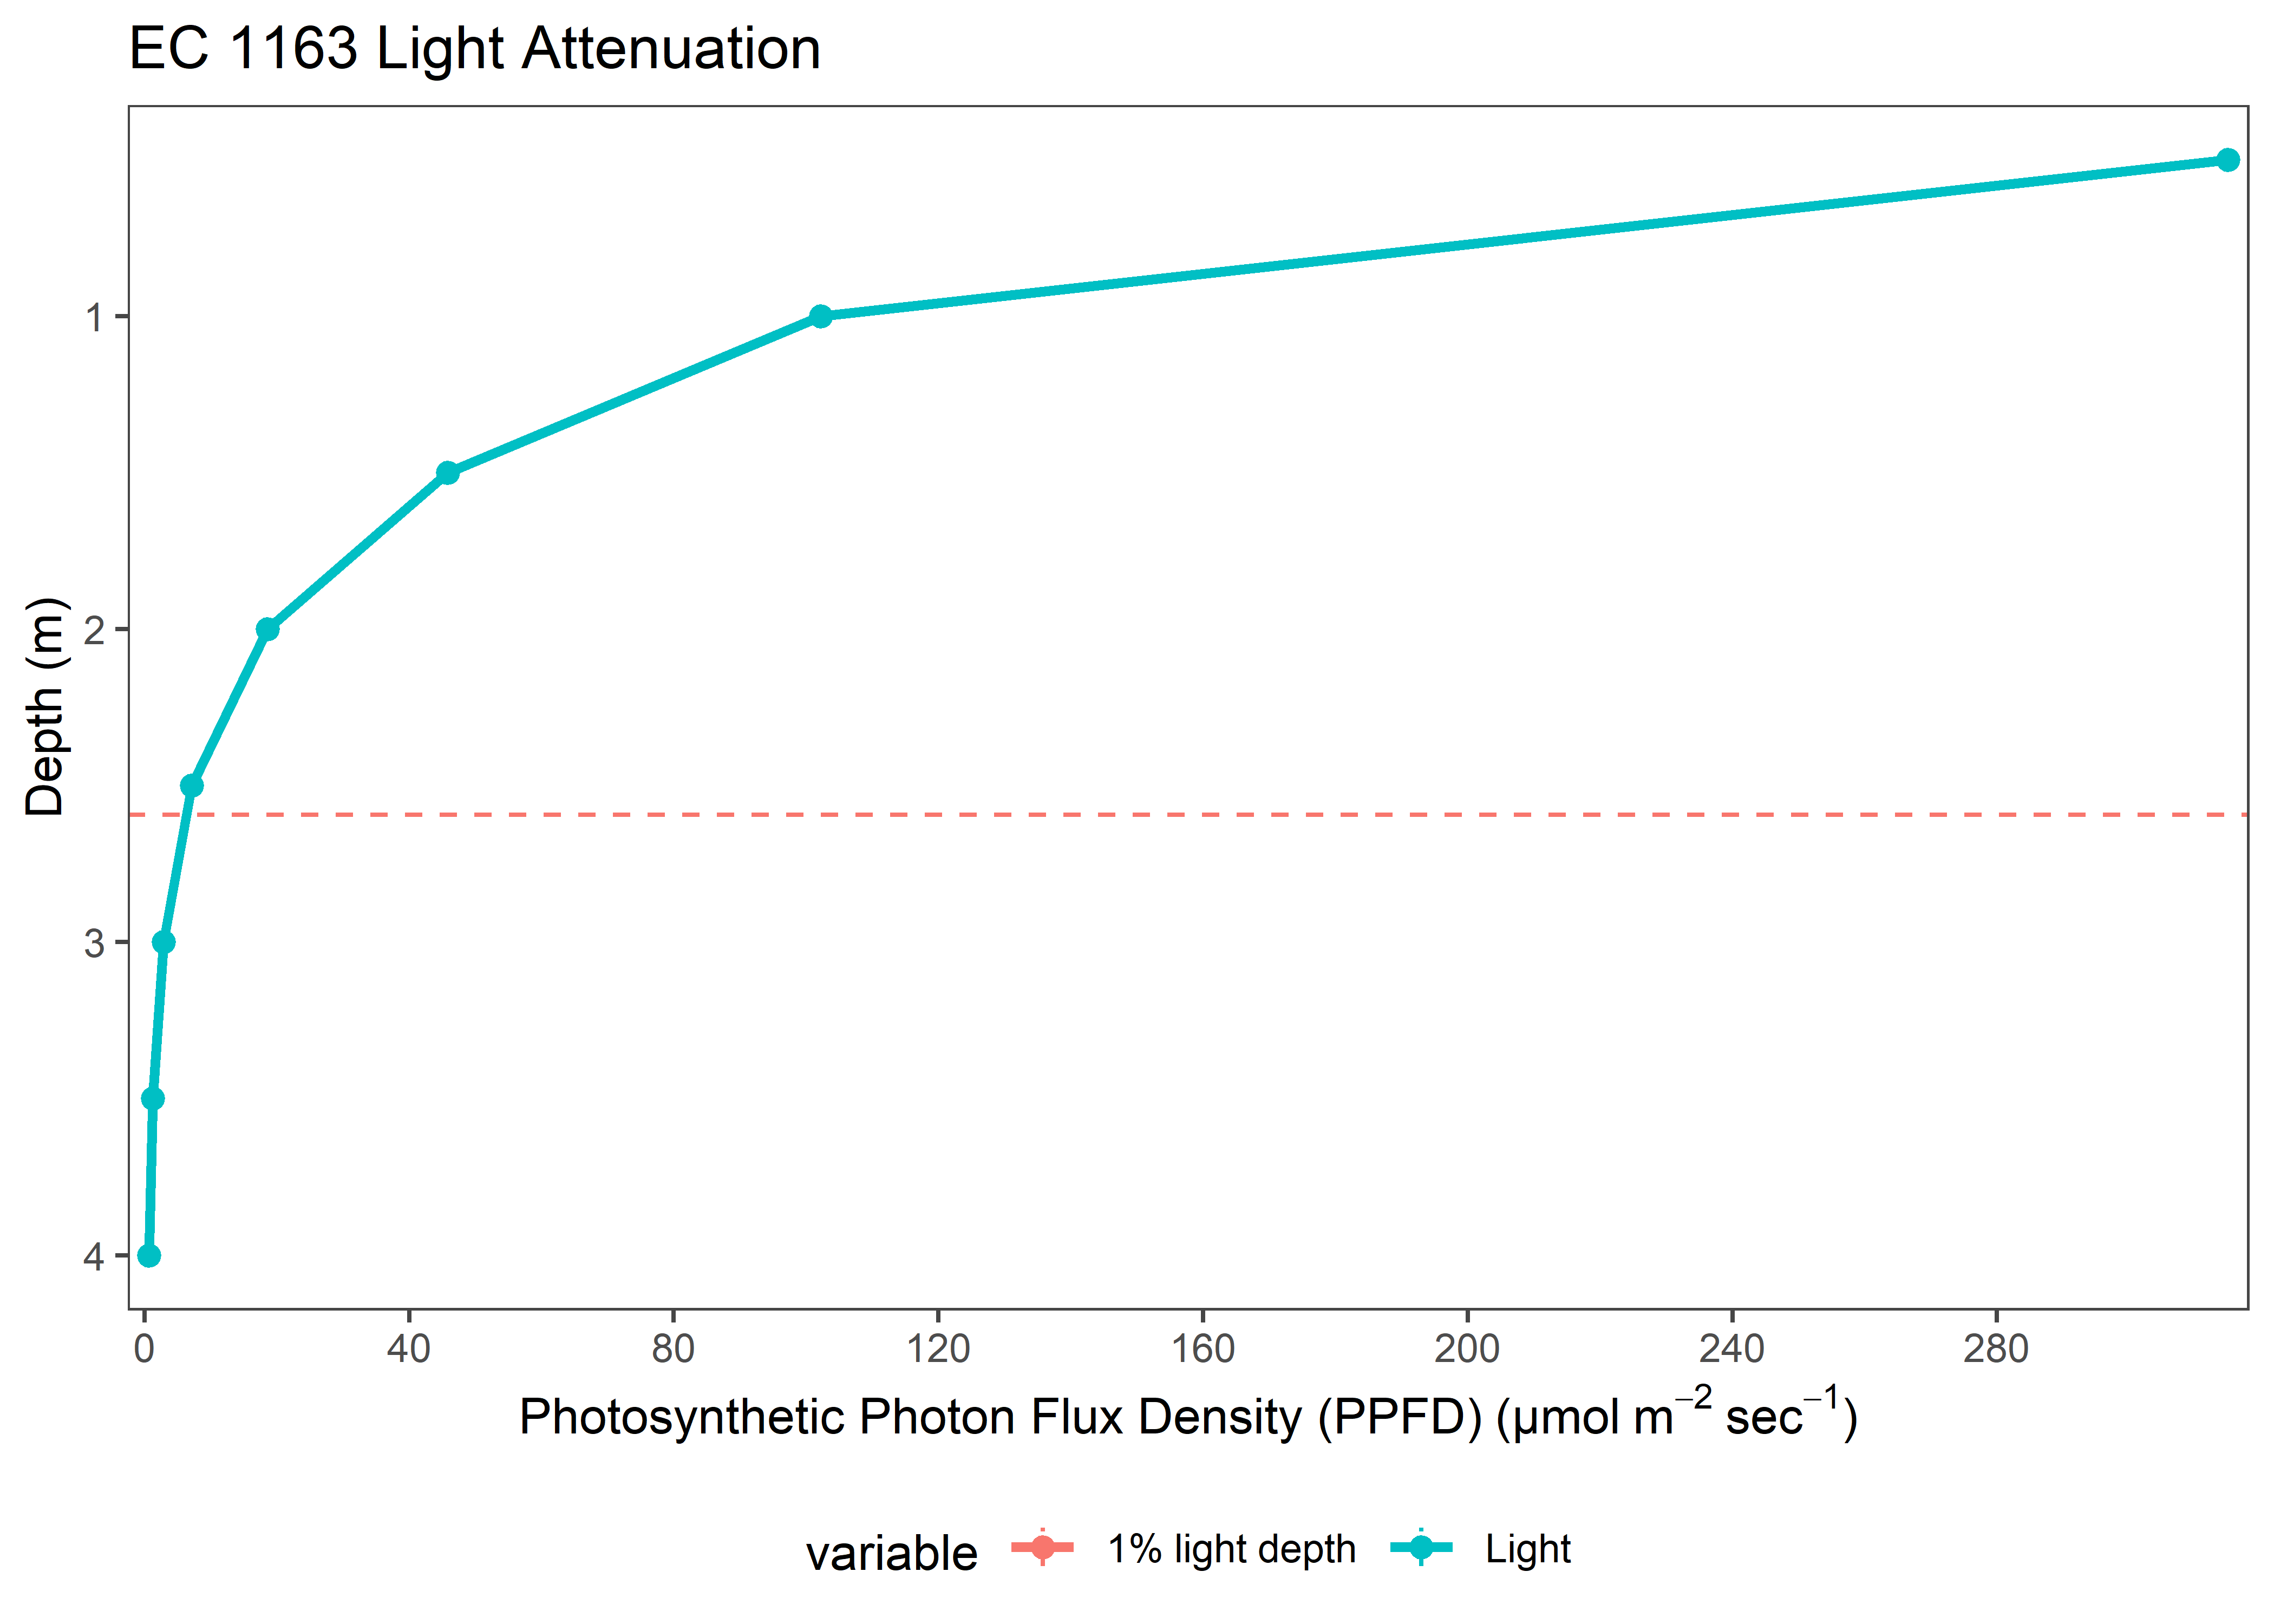 EC 1163 Light Attenuation
Depth (m)
1
2
3
4
0 40 80 120 160 200 240 280
Photosynthetic Photon Flux Density (PPFD) (µmol m⁻² sec⁻¹)
variable 1% light depth Light